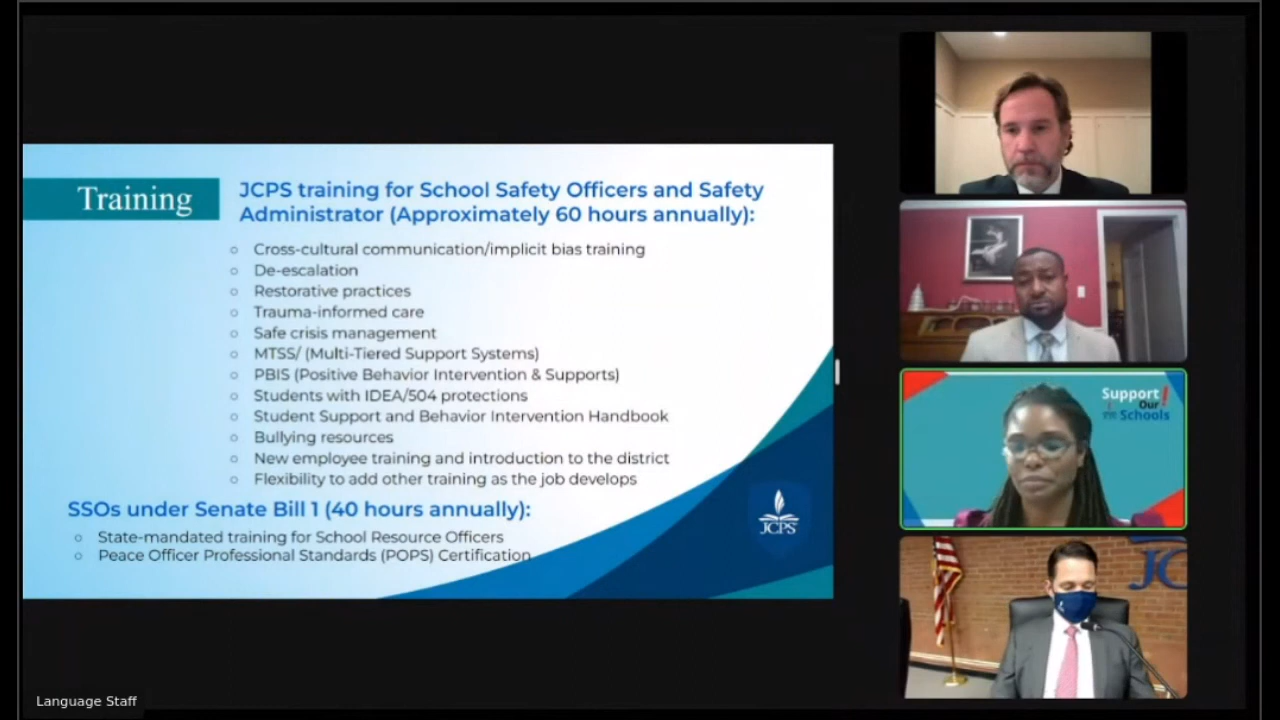 Training
JCPS training for School Safety Officers and Safety
Administrator (Approximately 60 hours annually):
Cross-cultural communication/implicit bias training
De-escalation
Restorative practices
Trauma-informed care
Safe crisis management
MTSS/ (Multi-Tiered Support Systems)
PBIS (Positive Behavior Intervention & Supports)
Students with IDEA/504 protections
Student Support and Behavior Intervention Handbook
Bullying resources
New employee training and introduction to the district
Flexibility to add other training as the job develops
SSOs under Senate Bill 1 (40 hours annually):
State-mandated training for School Resource Officers
Peace Officer Professional Standards (POPS) Certification
JCPS
Support
Our
Schools
JC
Language Staff